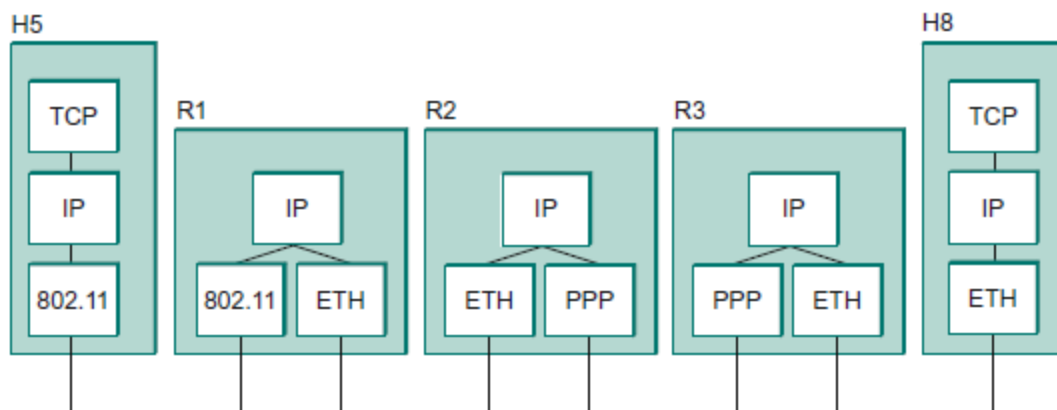 H5
TCP
IP
802.11
R1
IP
802.11
ETH
R2
IP
ETH
PPP
R3
IP
PPP
ETH
H8
TCP
IP
ETH